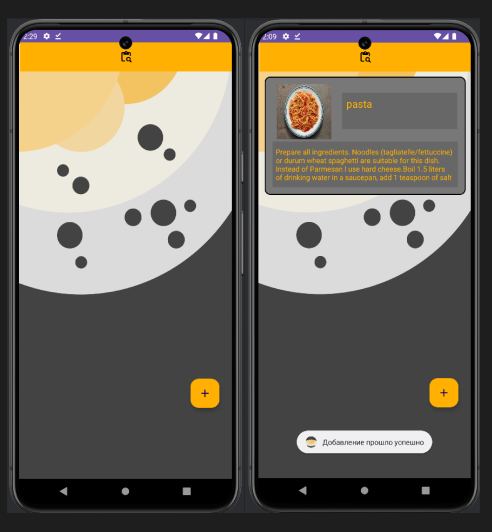 2:29
2:09
pasta
Prepare all ingredients. Noodles (tagliatelle/fettuccine)
or durum wheat spaghetti are suitable for this dish.
Instead of Parmesan I use hard cheese.Boil 1.5 liters
of drinking water in a saucepan, add 1 teaspoon of salt
+
+
Добавление прошло успешно